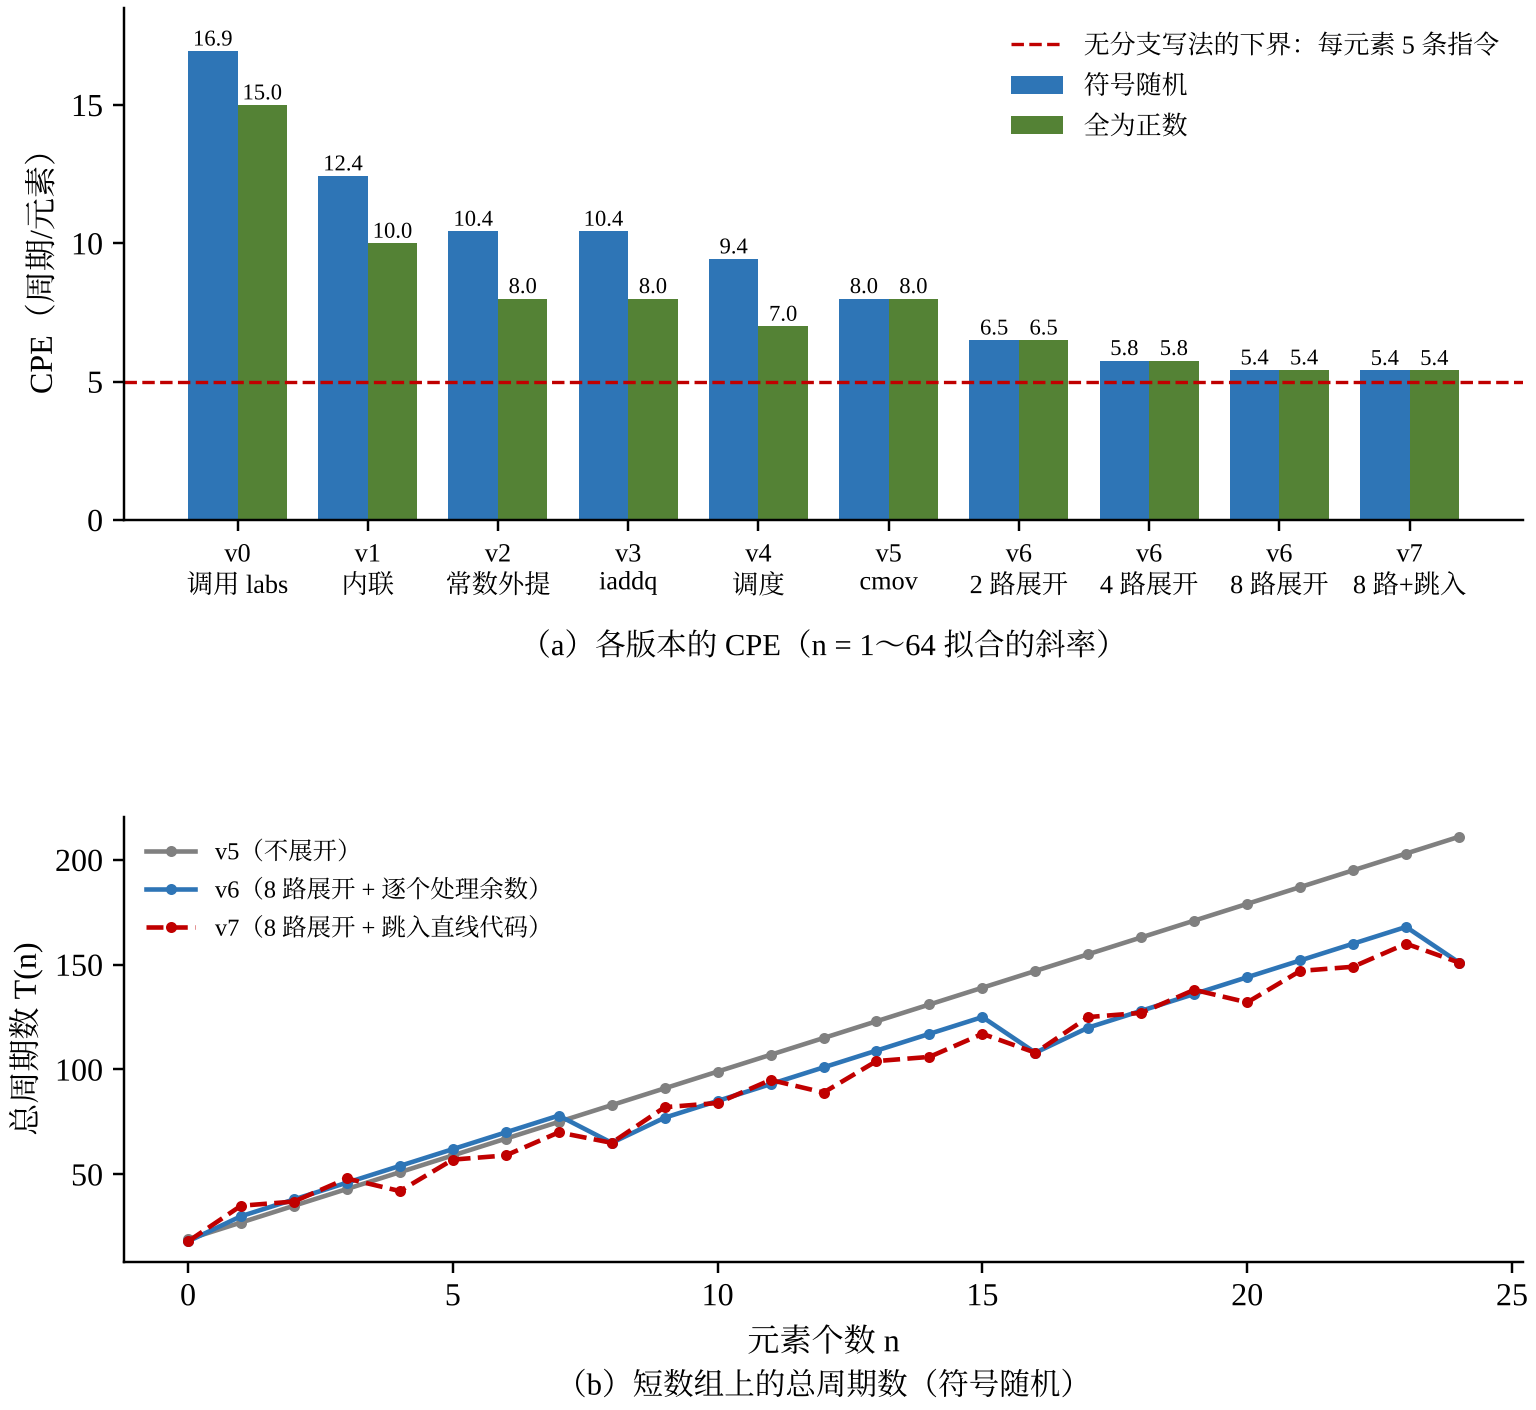 无分支写法的下界：每元素 5 条指令
符号随机
全为正数
CPE（周期/元素）
15
10
5
0
16.9
15.0
12.4
10.0
10.4
8.0
10.4
8.0
9.4
7.0
8.0
8.0
6.5
6.5
5.8
5.8
5.4
5.4
5.4
5.4
v0
调用 labs
v1
内联
v2
常数外提
v3
iaddq
v4
调度
v5
cmov
v6
2 路展开
v6
4 路展开
v6
8 路展开
v7
8 路+跳入
（a）各版本的 CPE（n = 1～64 拟合的斜率）
v5（不展开）
v6（8 路展开 + 逐个处理余数）
v7（8 路展开 + 跳入直线代码）
总周期数 T(n)
200
150
100
50
0
5
10
15
20
25
元素个数 n
（b）短数组上的总周期数（符号随机）